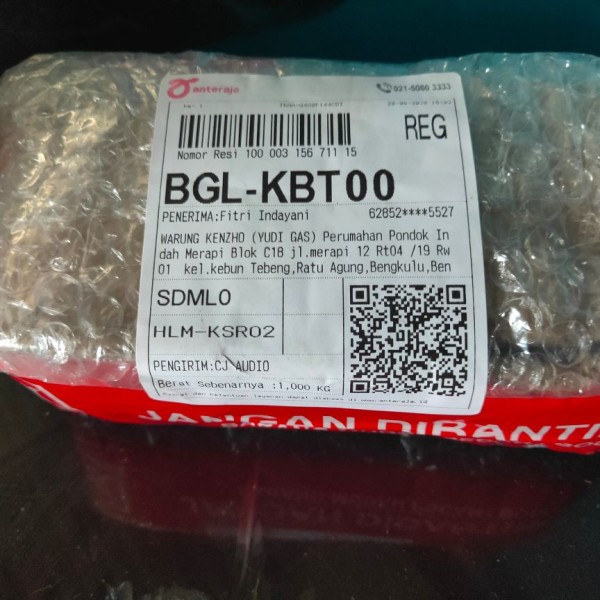 anteraja
021-5060 3333
REG
Nomor Resi 100 003 156 711 15
BGL-KBT00
PENERIMA:Fitri Indayani 62852****5527
WARUNG KENZHO (YUDI GAS) Perumahan Pondok In
dah Merapi Blok C18 jl.merapi 12 Rt04 /19 Rw
01 kel.kebun Tebeng,Ratu Agung,Bengkulu,Ben
SDML0
HLM-KSR02
PENGIRIM:CJ AUDIO
Berat Sebenarnya :1,000 KG
JANGAN DIBANTI